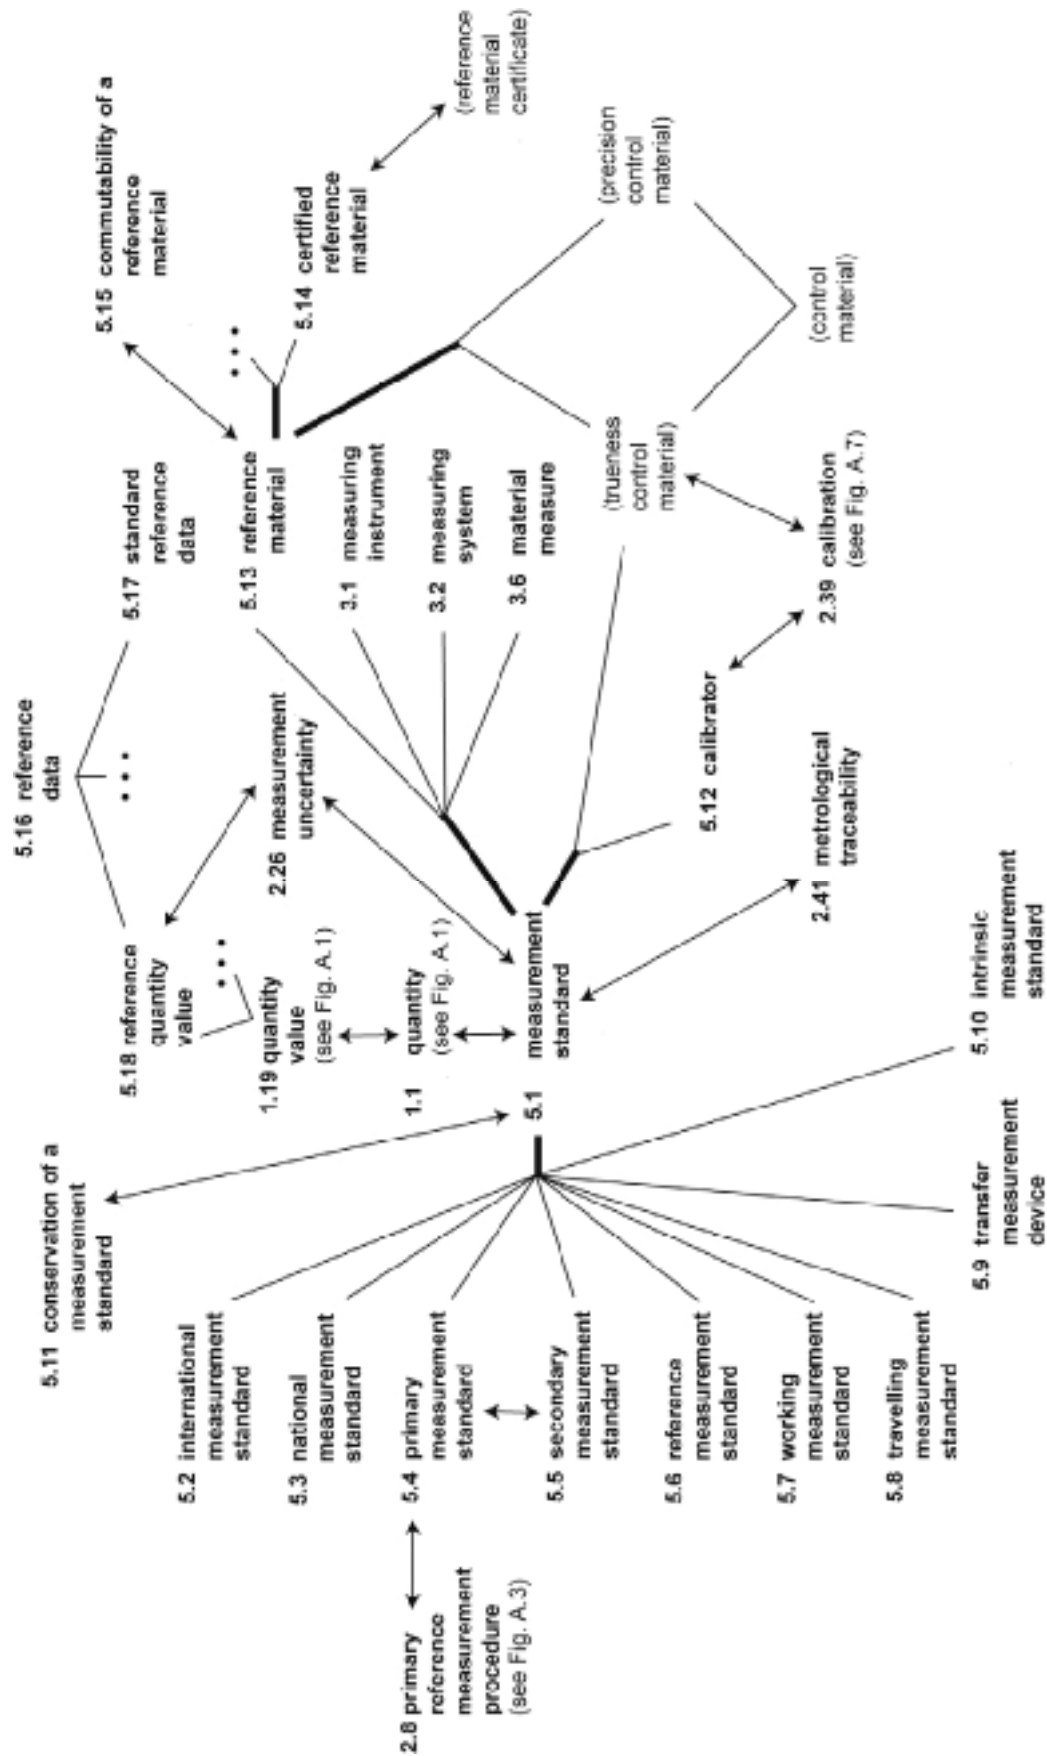 5.11 conservation of a
measurement
standard
5.16 reference
data
5.18 reference
quantity
value
5.17 standard
reference
data
5.15 commutability of a
reference
material
5.2 international
measurement
standard
1.19 quantity
value
(see Fig. A.1)
2.26 measurement
uncertainty
5.13 reference
material
5.14 certified
reference
material
(reference
material
certificate)
5.3 national
measurement
standard
3.1 measuring
instrument
2.8 primary
reference
measurement
procedure
(see Fig. A.3)
5.4 primary
measurement
standard
1.1 quantity
(see Fig. A.1)
3.2 measuring
system
3.6 material
measure
5.1 measurement
standard
5.5 secondary
measurement
standard
(trueness
control
material)
(precision
control
material)
5.6 reference
measurement
standard
5.12 calibrator
5.7 working
measurement
standard
2.41 metrological
traceability
2.39 calibration
(see Fig. A.7)
(control
material)
5.8 travelling
measurement
standard
5.9 transfer
measurement
device
5.10 intrinsic
measurement
standard